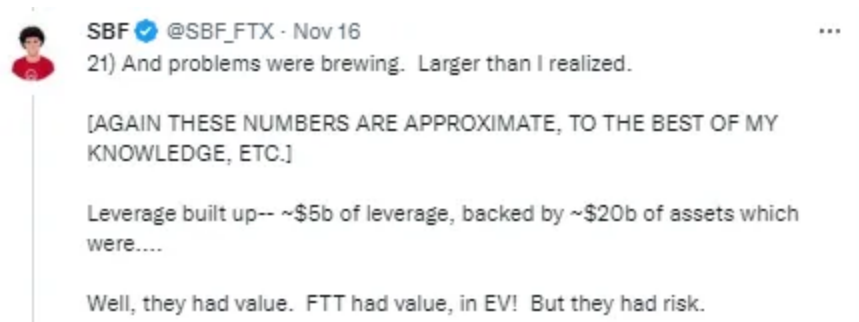 SBF @SBF_FTX · Nov 16
21) And problems were brewing. Larger than I realized.
[AGAIN THESE NUMBERS ARE APPROXIMATE, TO THE BEST OF MY
KNOWLEDGE, ETC.]
Leverage built up-- ~$5b of leverage, backed by ~$20b of assets which
were....
Well, they had value. FTT had value, in EV! But they had risk.